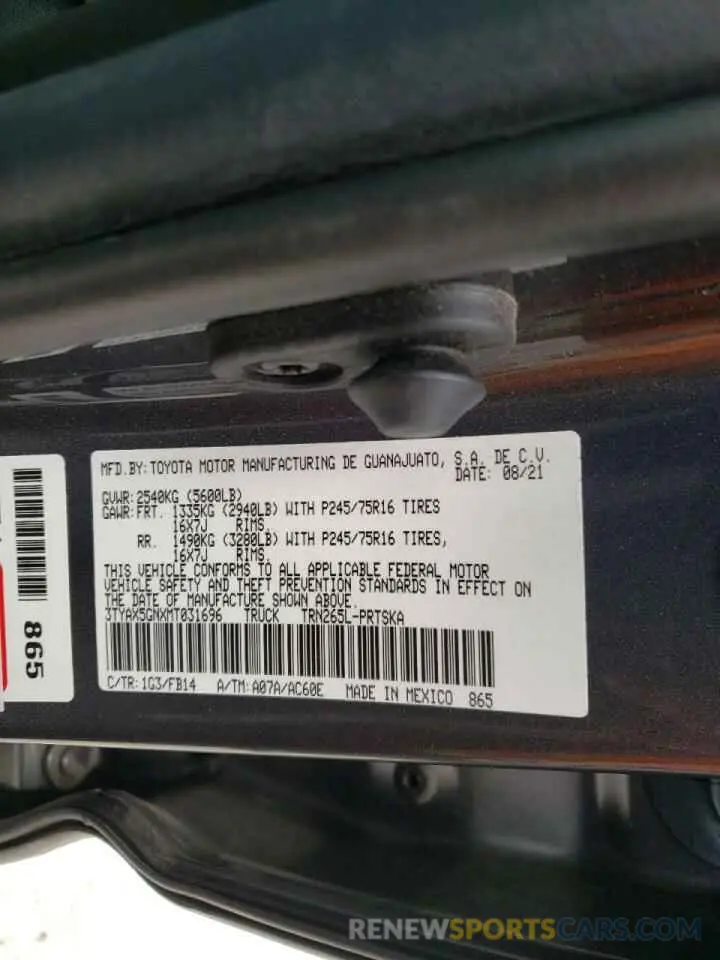 MFD.BY:TOYOTA MOTOR MANUFACTURING DE GUANAJUATO, S.A. DE C.V.
DATE: 08/21
GVWR:2540KG (5600LB)
GAWR:FRT. 1335KG (2940LB) WITH P245/75R16 TIRES
16X7J RIMS.
RR. 1490KG (3280LB) WITH P245/75R16 TIRES,
16X7J RIMS.
THIS VEHICLE CONFORMS TO ALL APPLICABLE FEDERAL MOTOR
VEHICLE SAFETY AND THEFT PREVENTION STANDARDS IN EFFECT ON
THE DATE OF MANUFACTURE SHOWN ABOVE.
3TYAX5GNXMT031696 TRUCK TRN265L-PRTSKA
C/TR:1G3/FB14 A/TM:A07A/AC60E MADE IN MEXICO 865
865
RENEWSPORTSCARS.COM